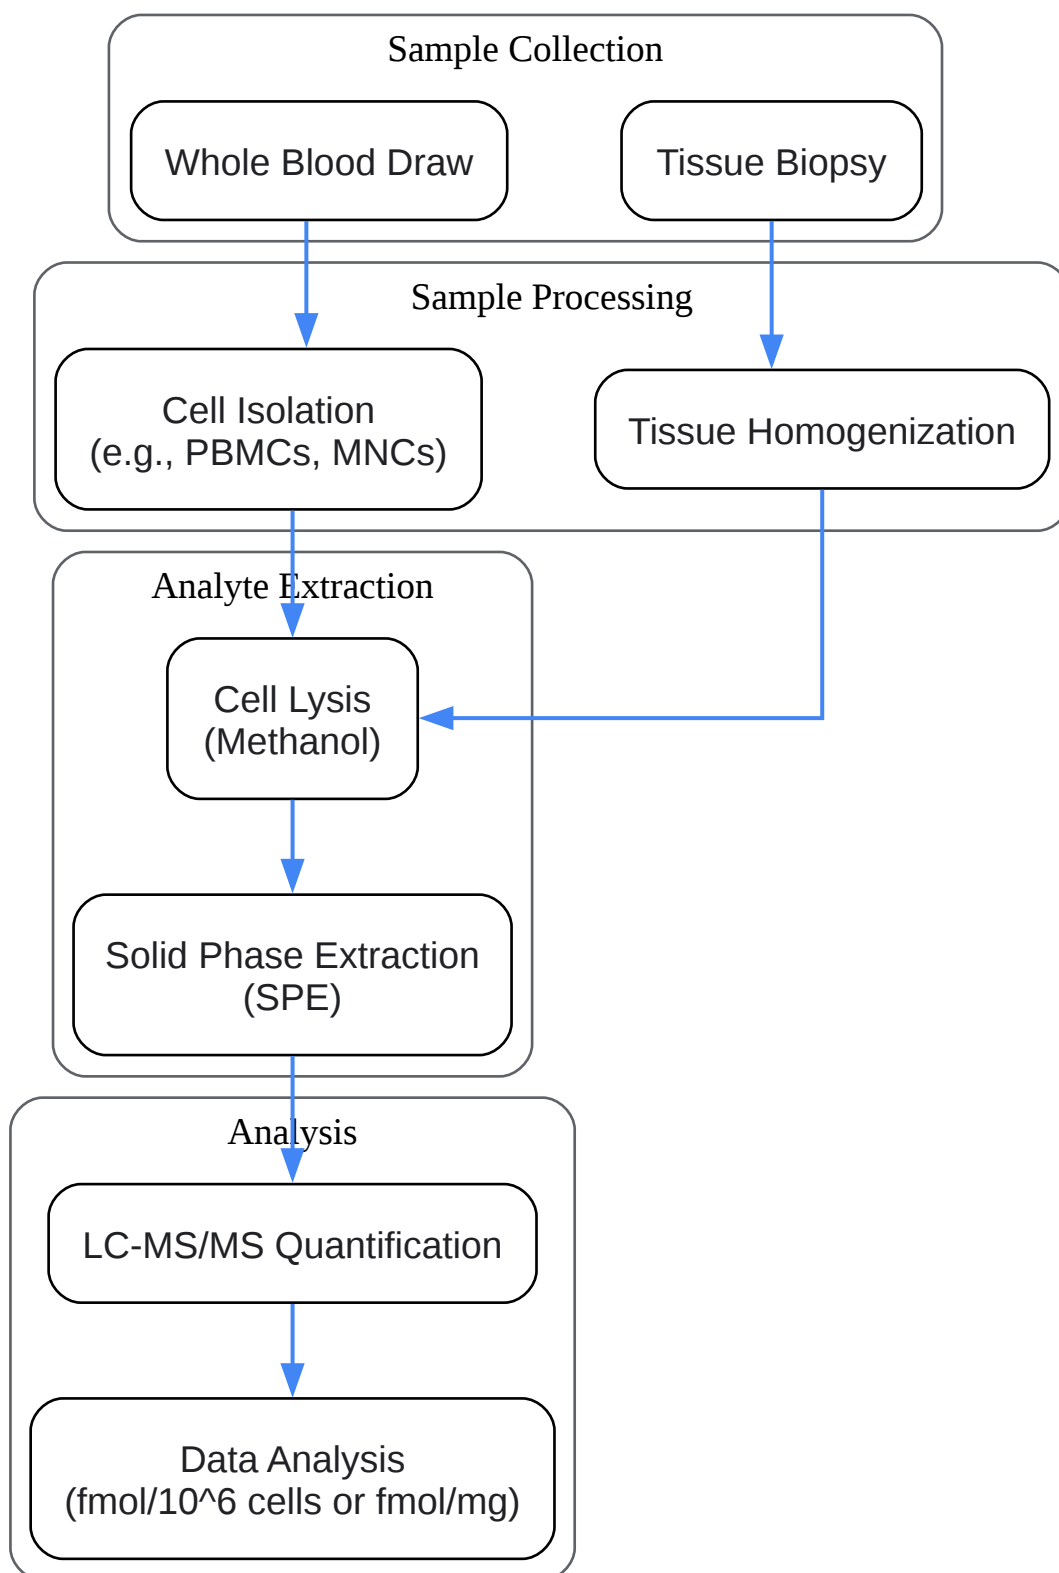 Sample Collection
Whole Blood Draw
Tissue Biopsy
Sample Processing
Cell Isolation
(e.g., PBMCs, MNCs)
Tissue Homogenization
Analyte Extraction
Cell Lysis
(Methanol)
Solid Phase Extraction
(SPE)
Analysis
LC-MS/MS Quantification
Data Analysis
(fmol/10^6 cells or fmol/mg)